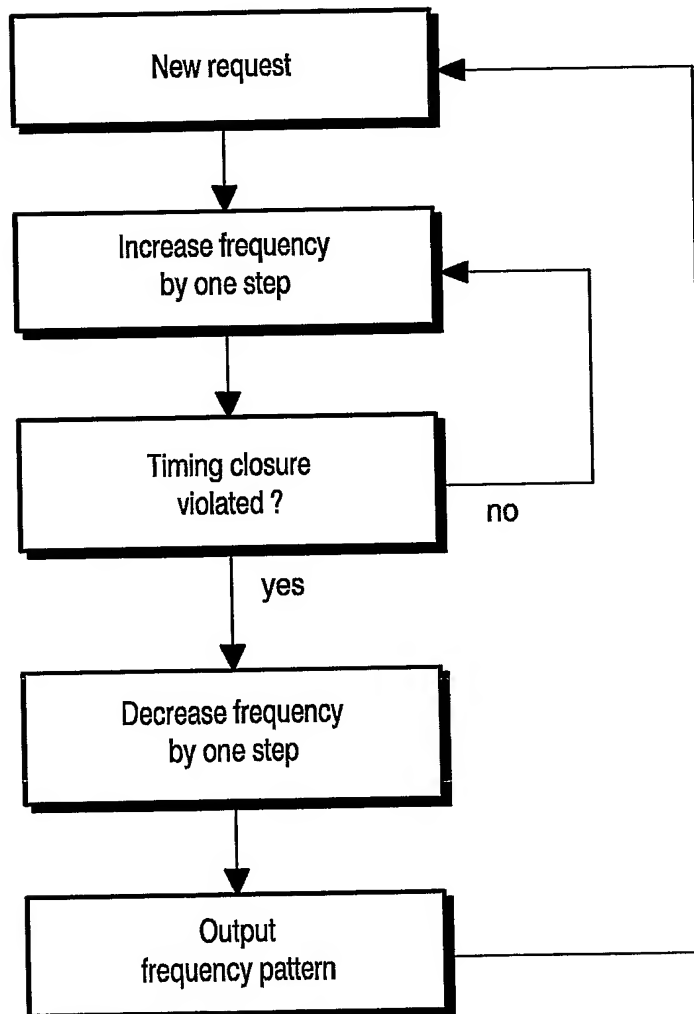 New request
Increase frequency
by one step
Timing closure
violated ?
no
yes
Decrease frequency
by one step
Output
frequency pattern